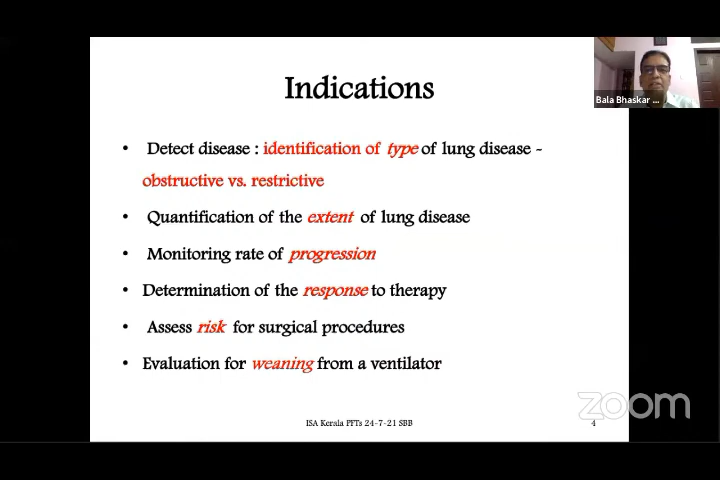 Indications
• Detect disease : identification of type of lung disease -
obstructive vs. restrictive
• Quantification of the extent of lung disease
• Monitoring rate of progression
• Determination of the response to therapy
• Assess risk for surgical procedures
• Evaluation for weaning from a ventilator
ISA Kerala PFTs 24-7-21 SBB
4
Bala Bhaskar ...
zoom